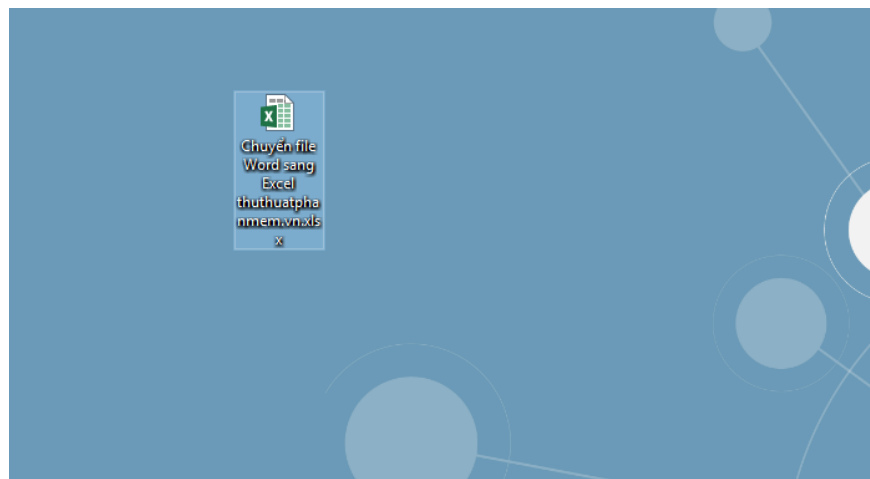 Chuyển file
Word sang
Excel
thuthuatpha
nmem.vn.xls
x